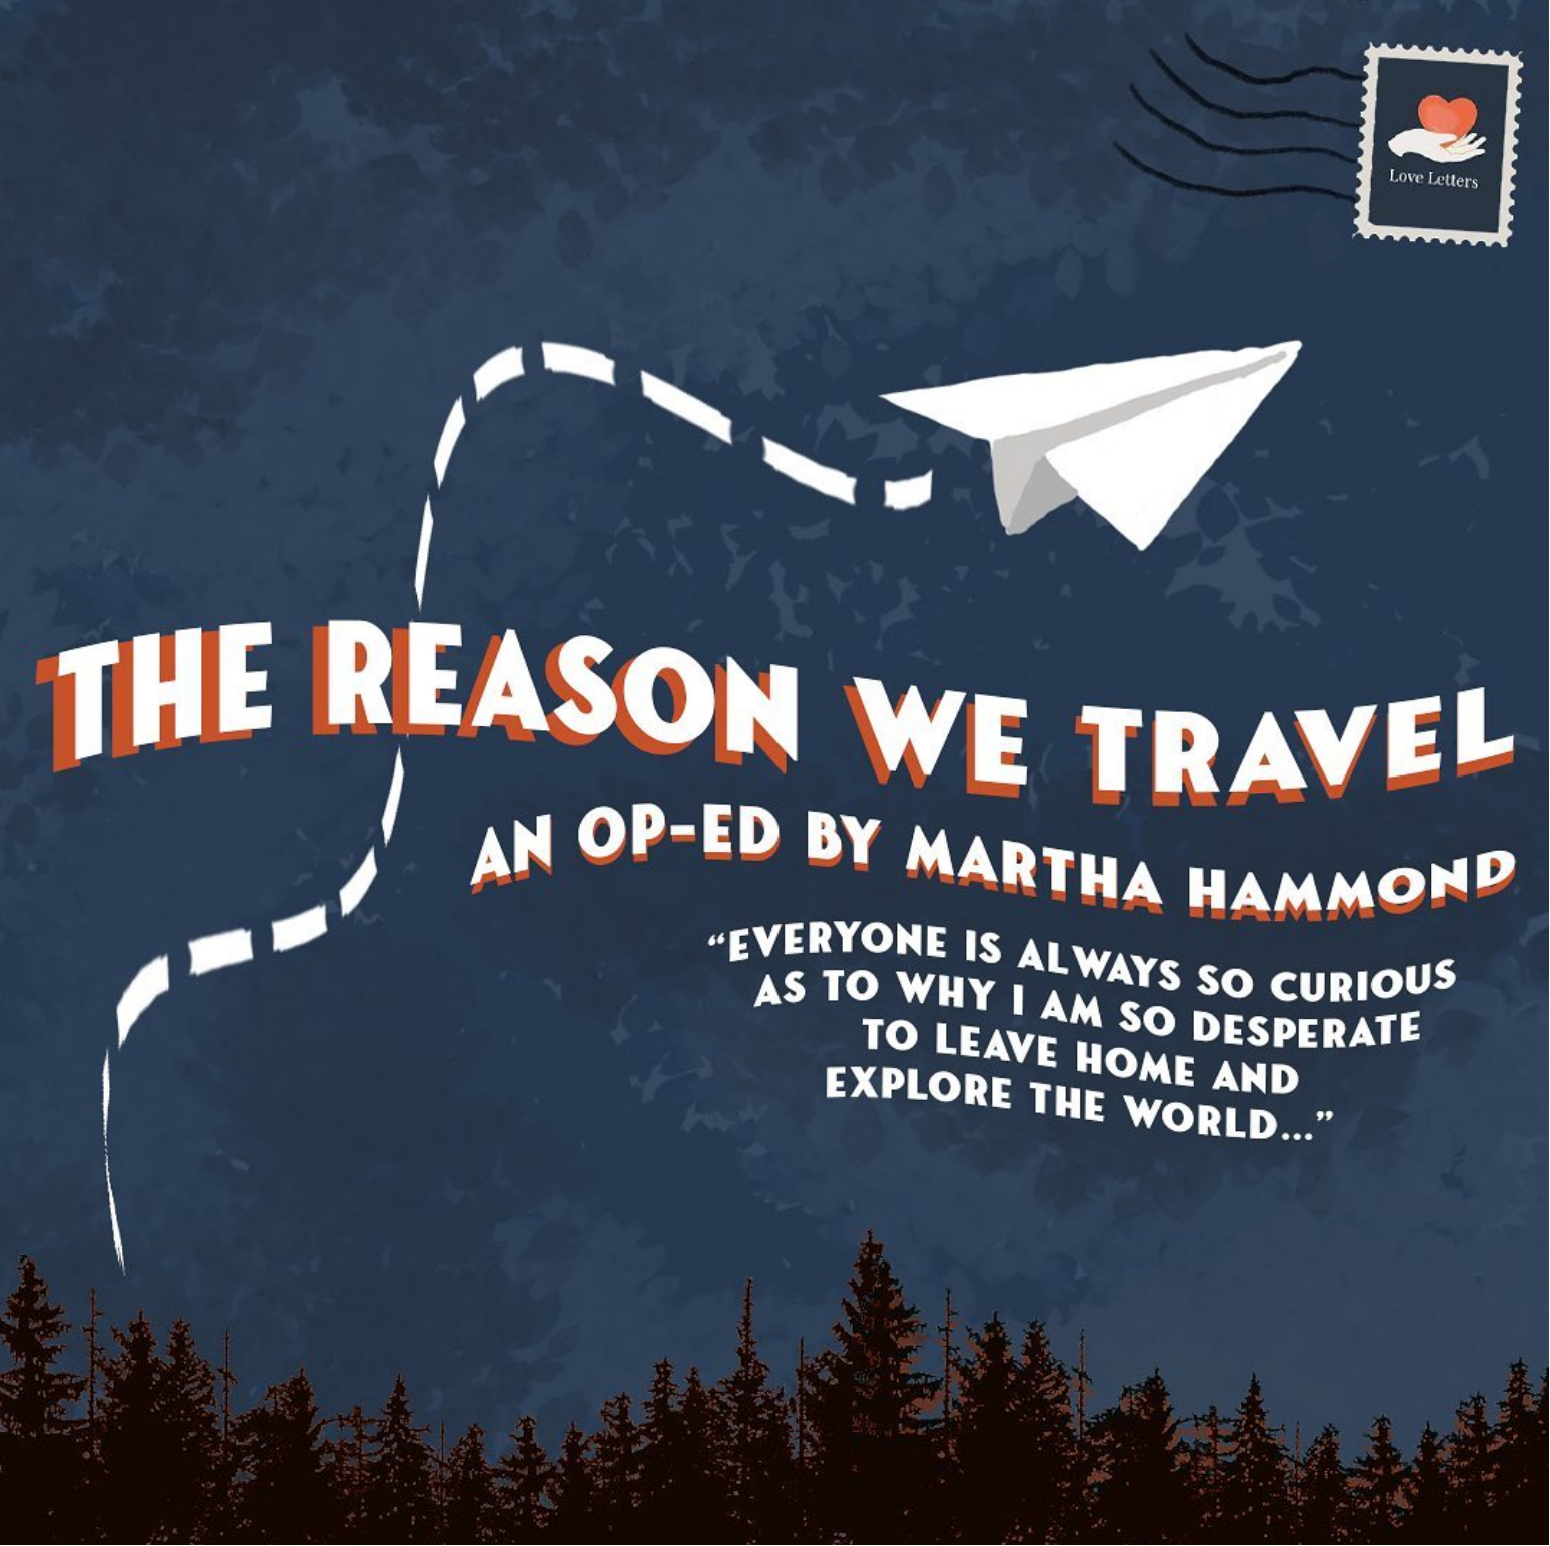 Love Letters
THE REASON WE TRAVEL
AN OP-ED BY MARTHA HAMMOND
“EVERYONE IS ALWAYS SO CURIOUS
AS TO WHY I AM SO DESPERATE
TO LEAVE HOME AND
EXPLORE THE WORLD...”